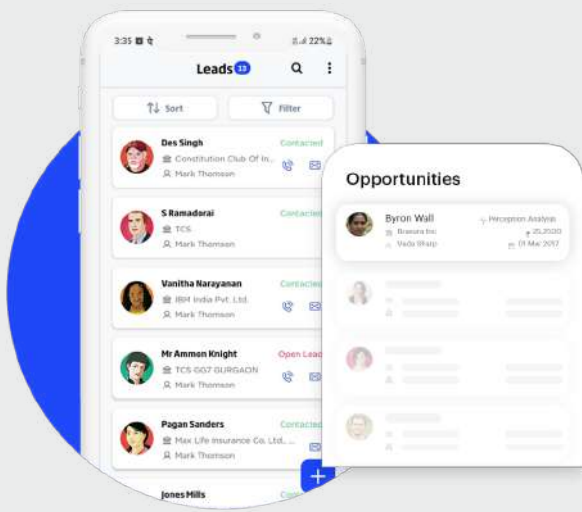 3:35
22%
Leads 13
Sort
Filter
Des Singh
Contacted
Constitution Club Of In...
Mark Thomson
S Ramadorai
Contacted
TCS
Mark Thomson
Vanitha Narayanan
Contacted
IBM India Pvt. Ltd.
Mark Thomson
Mr Ammon Knight
Open Lead
TCS GO7 GURGAON
Mark Thomson
Pagan Sanders
Contacted
Max Life Insurance Co. Ltd., ...
Mark Thomson
Jones Mills
Opportunities
Byron Wall
Perception Analysis
₹ 25,2020
01 Mar 2017